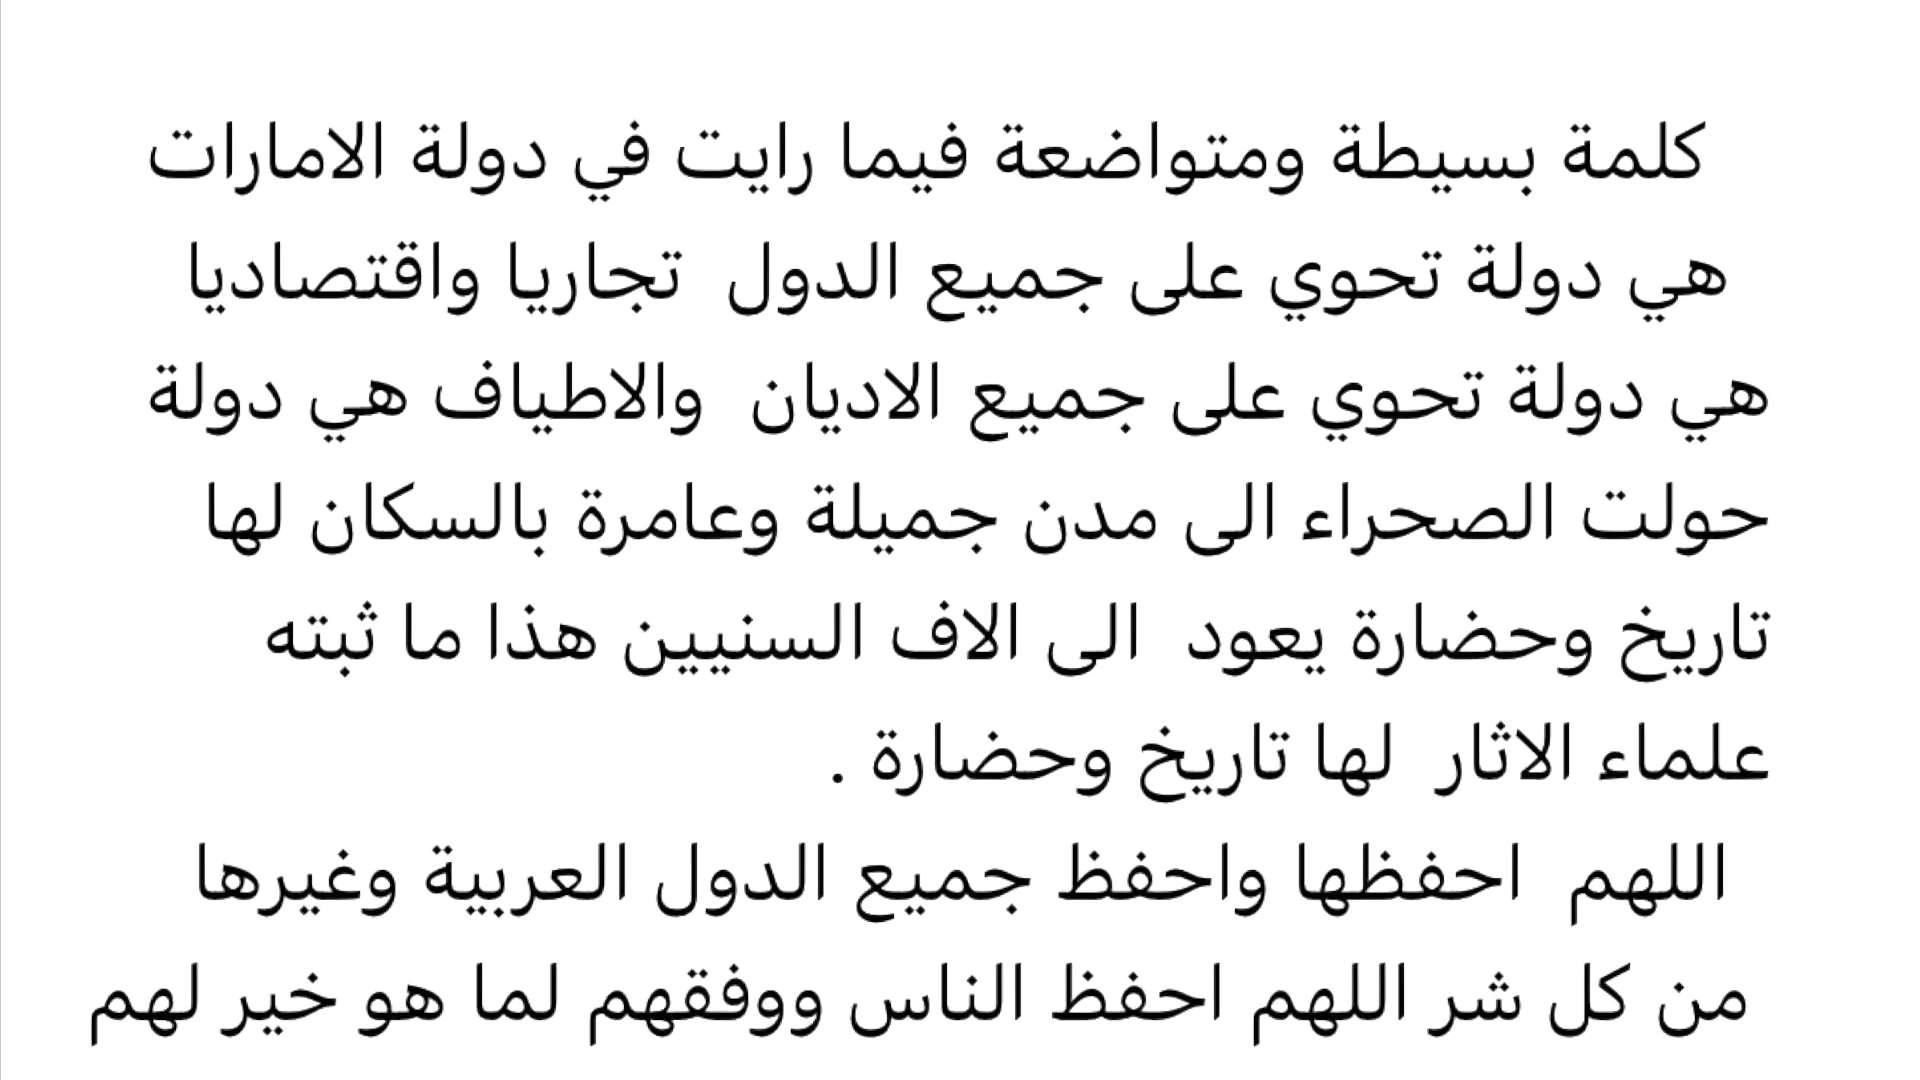 كلمة بسيطة ومتواضعة فيما رايت في دولة الامارات
هي دولة تحوي على جميع الدول  تجاريا واقتصاديا
هي دولة تحوي على جميع الاديان  والاطياف هي دولة
حولت الصحراء الى مدن جميلة وعامرة بالسكان لها
تاريخ وحضارة يعود  الى الاف السنيين هذا ما ثبته
علماء الاثار  لها تاريخ وحضارة .
اللهم  احفظها واحفظ جميع الدول العربية وغيرها
من كل شر اللهم احفظ الناس ووفقهم لما هو خير لهم